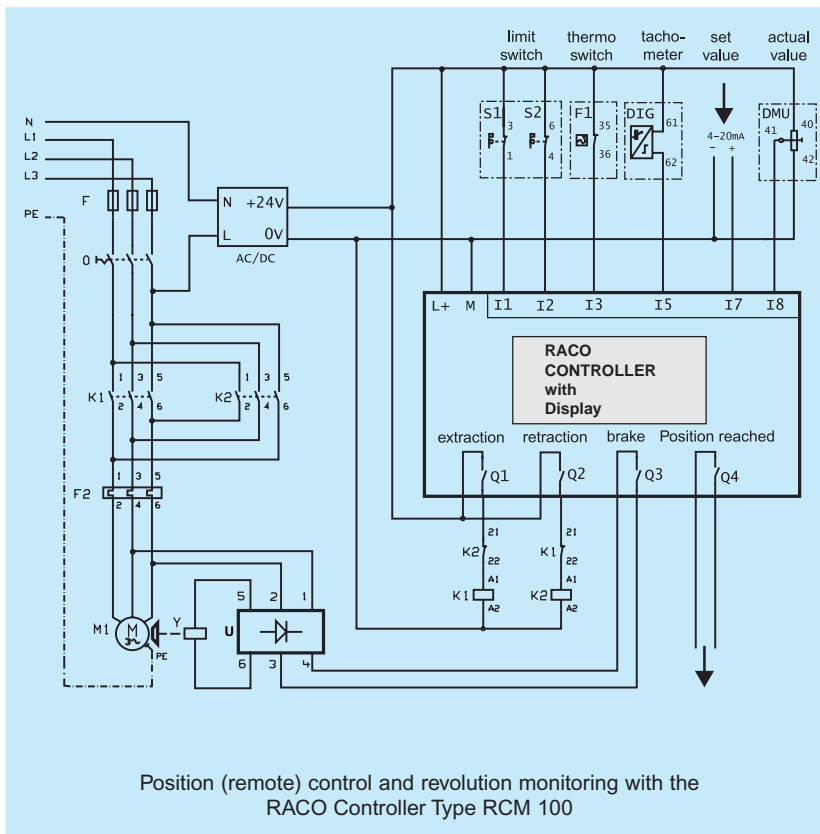 limit switch
thermo switch
tacho- meter
set value
actual value
S1 S2 F1 DIG DMU
3 6 35 61 41 40
1 4 36 62 42
4-20mA
- +
N
L1
L2
L3
PE
F
N +24V
L 0V
AC/DC
0
L+ M I1 I2 I3 I5 I7 I8
RACO
CONTROLLER
with
Display
1 3 5 1 3 5
K1 K2
2 4 6 2 4 6
extraction retraction brake Position reached
Q1 Q2 Q3 Q4
1 3 5
F2
2 4 6
21 21
K2 K1
22 22
A1 A1
K1 K2
A2 A2
5 2 1
M1 M 3~ Y U
PE
6 3 4
Position (remote) control and revolution monitoring with the
RACO Controller Type RCM 100